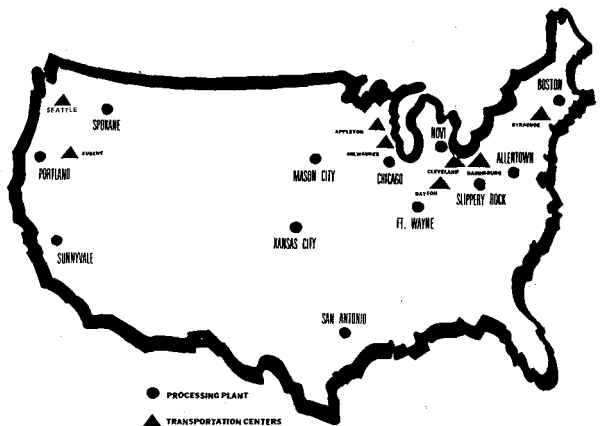 BOSTON
SEATTLE
SPOKANE
SYRACUSE
APPLETON
NOVI
MILWAUKEE
EUGENE
PORTLAND
MASON CITY
CHICAGO
CLEVELAND
ALLENTOWN
DAYTON
SLIPPERY ROCK
FT. WAYNE
KANSAS CITY
SUNNYVALE
SAN ANTONIO
PROCESSING PLANT
TRANSPORTATION CENTERS